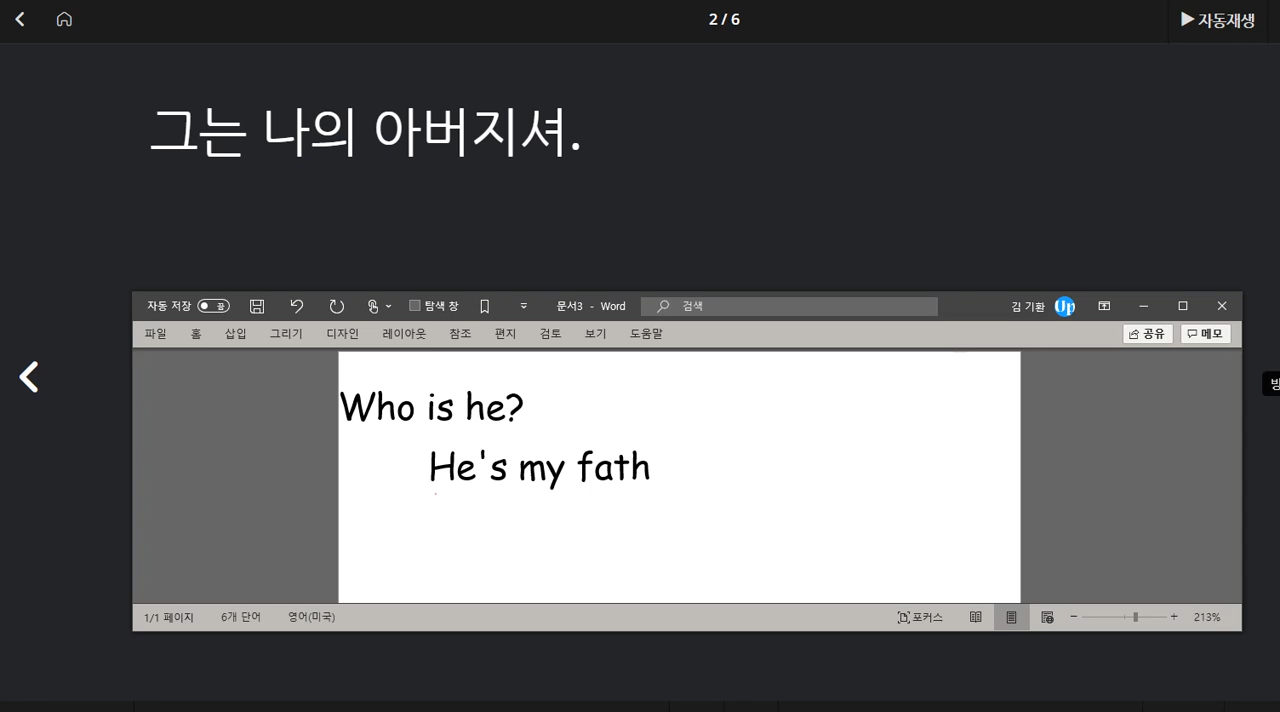 2 / 6
▶ 자동재생
그는 나의 아버지셔.
자동 저장 끔 탐색 창 문서3 - Word 검색 김 기환 Up
파일 홈 삽입 그리기 디자인 레이아웃 참조 편지 검토 보기 도움말 공유 메모
Who is he?
He's my fath
1/1 페이지 6개 단어 영어(미국) 포커스 213%